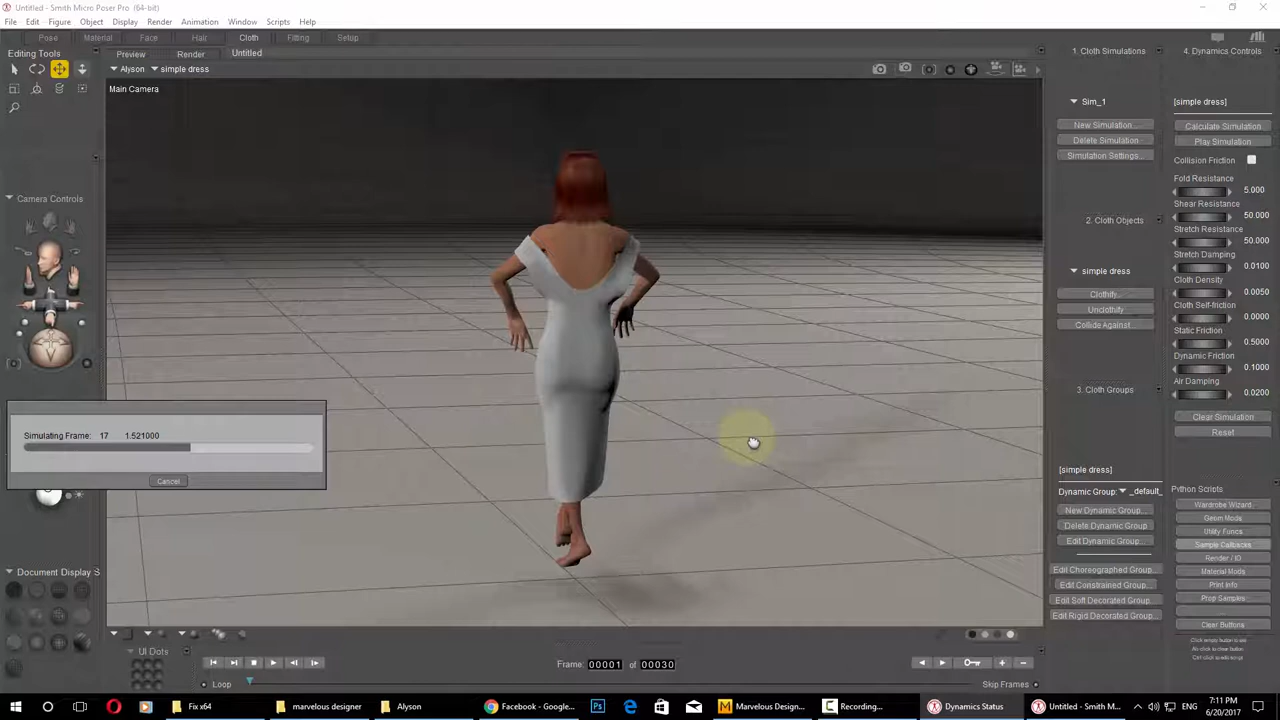 Untitled - Smith Micro Poser Pro (64-bit)
File Edit Figure Object Display Render Animation Window Scripts Help
Pose Material Face Hair Cloth Fitting Setup
Editing Tools
Preview Render Untitled
Alyson simple dress
Main Camera
Camera Controls
Simulating Frame: 17 1.521000
Cancel
Document Display S
UI Dots
Frame: 00001 of 00030
Loop
Skip Frames
1. Cloth Simulations
Sim_1
New Simulation...
Delete Simulation
Simulation Settings...
2. Cloth Objects
simple dress
Clothify...
Unclothify
Collide Against...
3. Cloth Groups
[simple dress]
Dynamic Group: _default_
New Dynamic Group...
Delete Dynamic Group
Edit Dynamic Group...
Edit Choreographed Group...
Edit Constrained Group...
Edit Soft Decorated Group...
Edit Rigid Decorated Group...
4. Dynamics Controls
[simple dress]
Calculate Simulation
Play Simulation
Collision Friction
Fold Resistance
5.000
Shear Resistance
50.000
Stretch Resistance
50.000
Stretch Damping
0.0100
Cloth Density
0.0050
Cloth Self-friction
0.0000
Static Friction
0.5000
Dynamic Friction
0.1000
Air Damping
0.0200
Clear Simulation
Reset
Python Scripts
Wardrobe Wizard
Geom Mods
Utility Funcs
Sample Callbacks
Render / IO
Material Mods
Print Info
Prop Samples
...
Clear Buttons
Click empty button to add
Alt-click to clear button
Ctrl-click to edit script
Fix x64
marvelous designer
Alyson
Facebook - Google...
Marvelous Design...
Recording...
Dynamics Status
Untitled - Smith M...
ENG
7:11 PM
6/20/2017